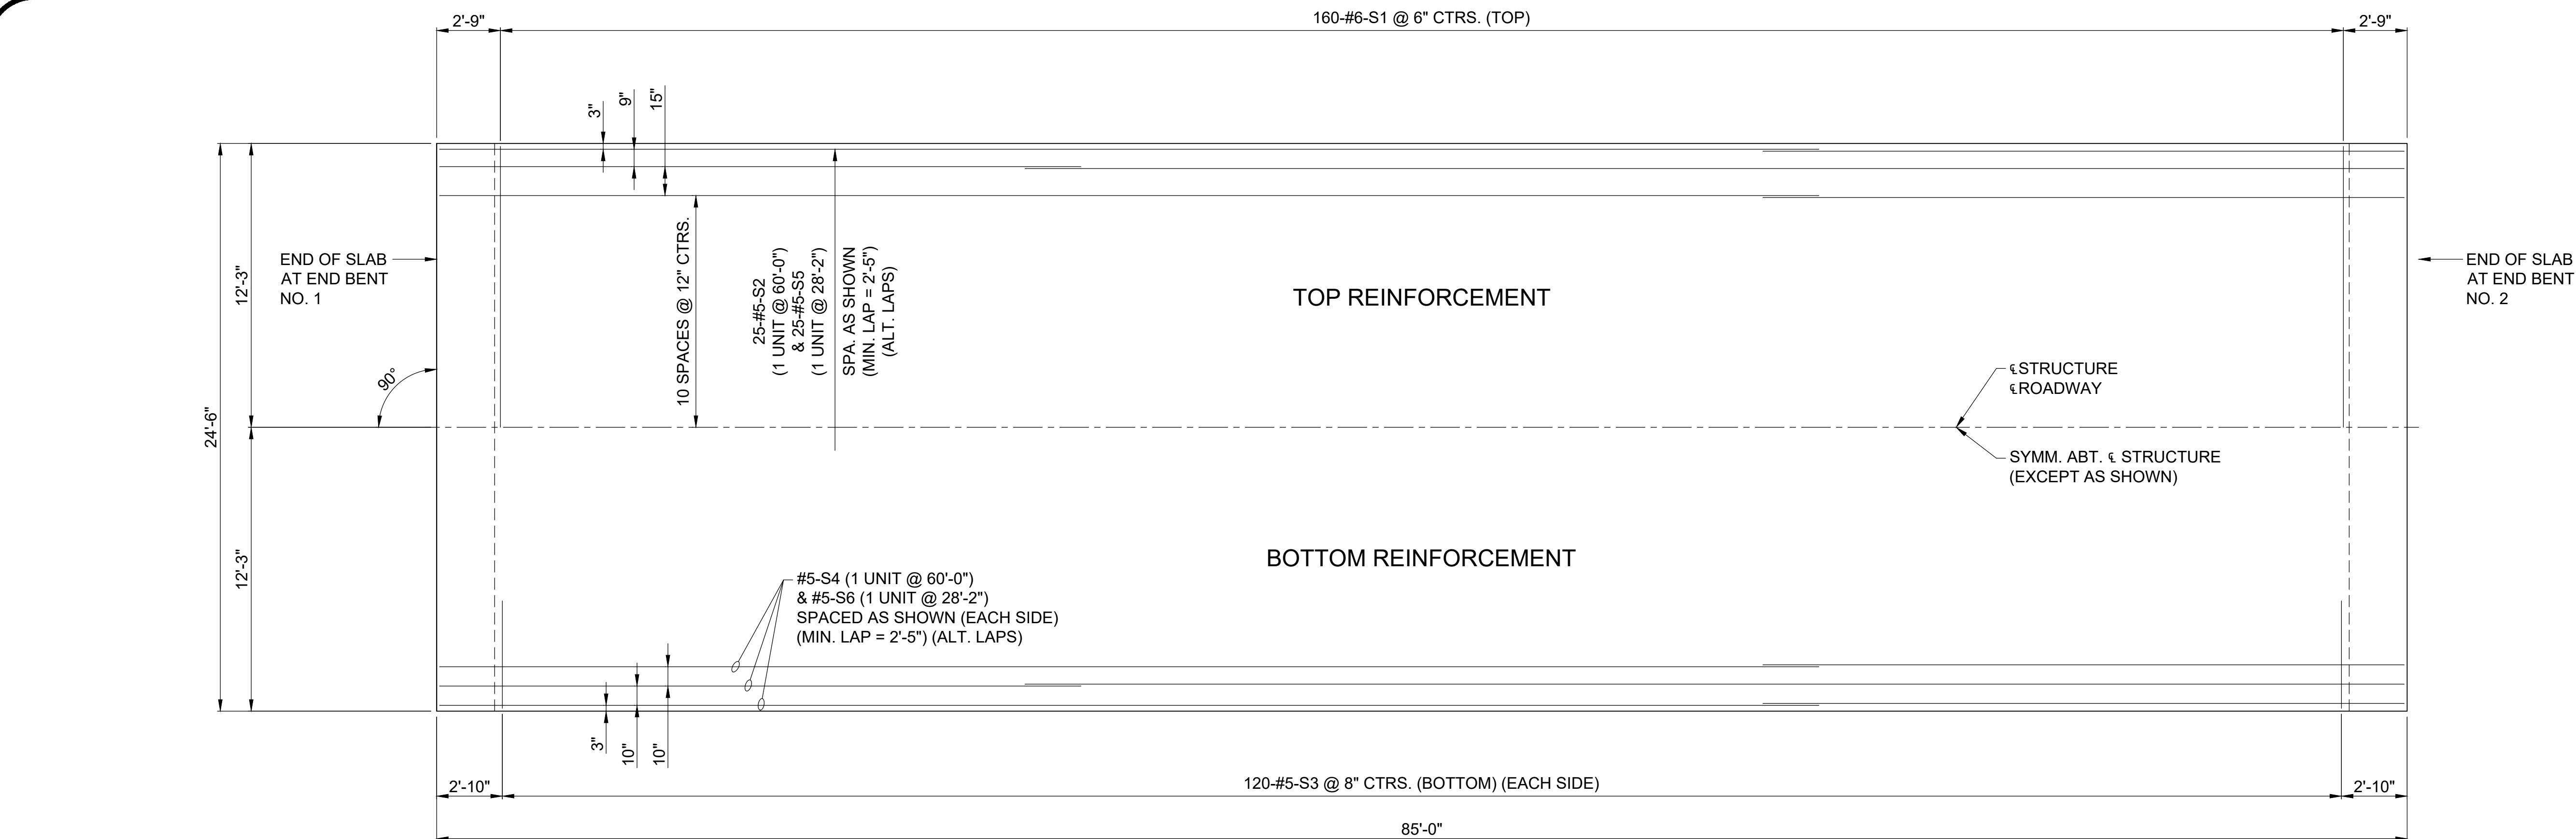 160-#6-S1 @ 6" CTRS. (TOP)
2'-9"
2'-9"
3"
9"
15"
END OF SLAB
AT END BENT
NO. 1
END OF SLAB
AT END BENT
NO. 2
12'-3"
24'-6"
12'-3"
90°
10 SPACES @ 12" CTRS.
25-#5-S2
(1 UNIT @ 60'-0")
& 25-#5-S5
(1 UNIT @ 28'-2")
SPA. AS SHOWN
(MIN. LAP = 2'-5")
(ALT. LAPS)
TOP REINFORCEMENT
℄ STRUCTURE
℄ ROADWAY
SYMM. ABT. ℄ STRUCTURE
(EXCEPT AS SHOWN)
BOTTOM REINFORCEMENT
#5-S4 (1 UNIT @ 60'-0")
& #5-S6 (1 UNIT @ 28'-2")
SPACED AS SHOWN (EACH SIDE)
(MIN. LAP = 2'-5") (ALT. LAPS)
3"
10"
10"
2'-10"
120-#5-S3 @ 8" CTRS. (BOTTOM) (EACH SIDE)
2'-10"
85'-0"